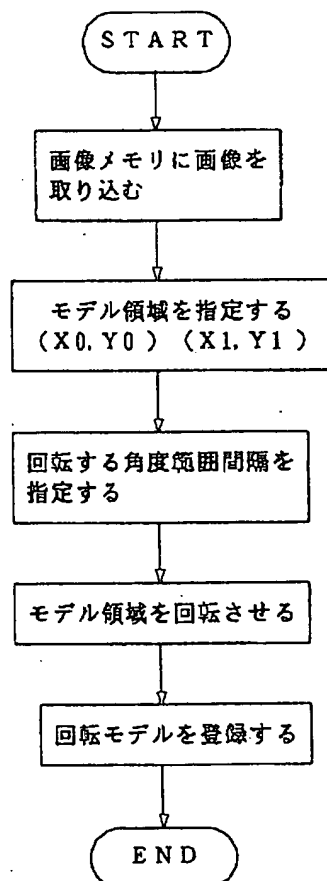 START
画像メモリに画像を
取り込む
モデル領域を指定する
(X0,Y0) (X1,Y1)
回転する角度範囲間隔を
指定する
モデル領域を回転させる
回転モデルを登録する
END